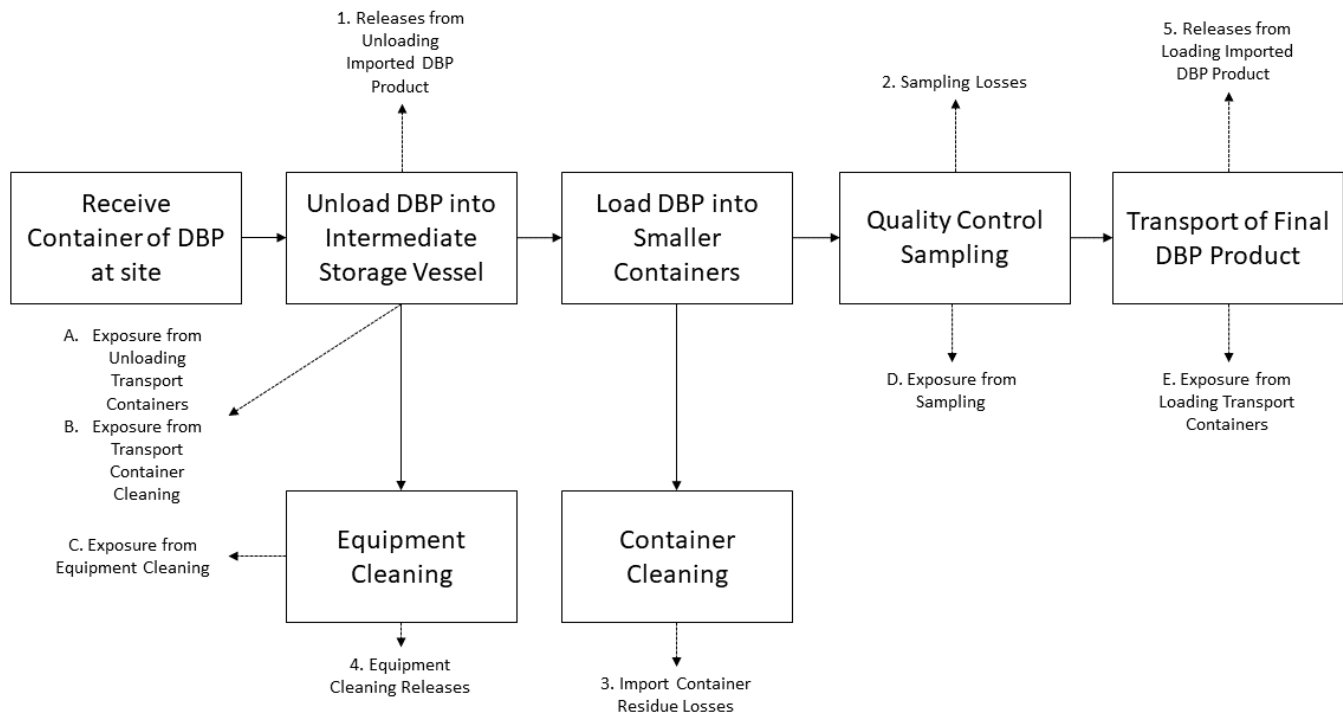 1. Releases from
Unloading
Imported DBP
Product
2. Sampling Losses
5. Releases from
Loading Imported
DBP Product
Receive
Container of DBP
at site
Unload DBP into
Intermediate
Storage Vessel
Load DBP into
Smaller
Containers
Quality Control
Sampling
Transport of Final
DBP Product
A. Exposure from
Unloading
Transport
Containers
B. Exposure from
Transport
Container
Cleaning
D. Exposure from
Sampling
E. Exposure from
Loading Transport
Containers
C. Exposure from
Equipment Cleaning
Equipment
Cleaning
Container
Cleaning
4. Equipment
Cleaning Releases
3. Import Container
Residue Losses